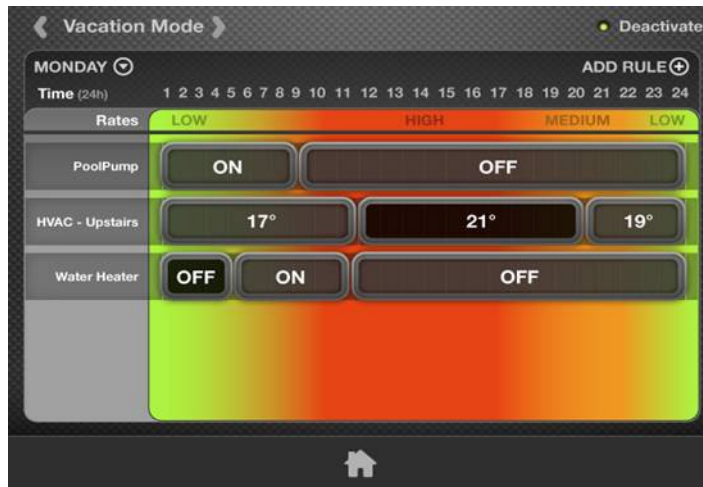 Vacation Mode
Deactivate
MONDAY
ADD RULE
Time (24h) 1 2 3 4 5 6 7 8 9 10 11 12 13 14 15 16 17 18 19 20 21 22 23 24
Rates LOW HIGH MEDIUM LOW
PoolPump ON OFF
HVAC - Upstairs 17° 21° 19°
Water Heater OFF ON OFF